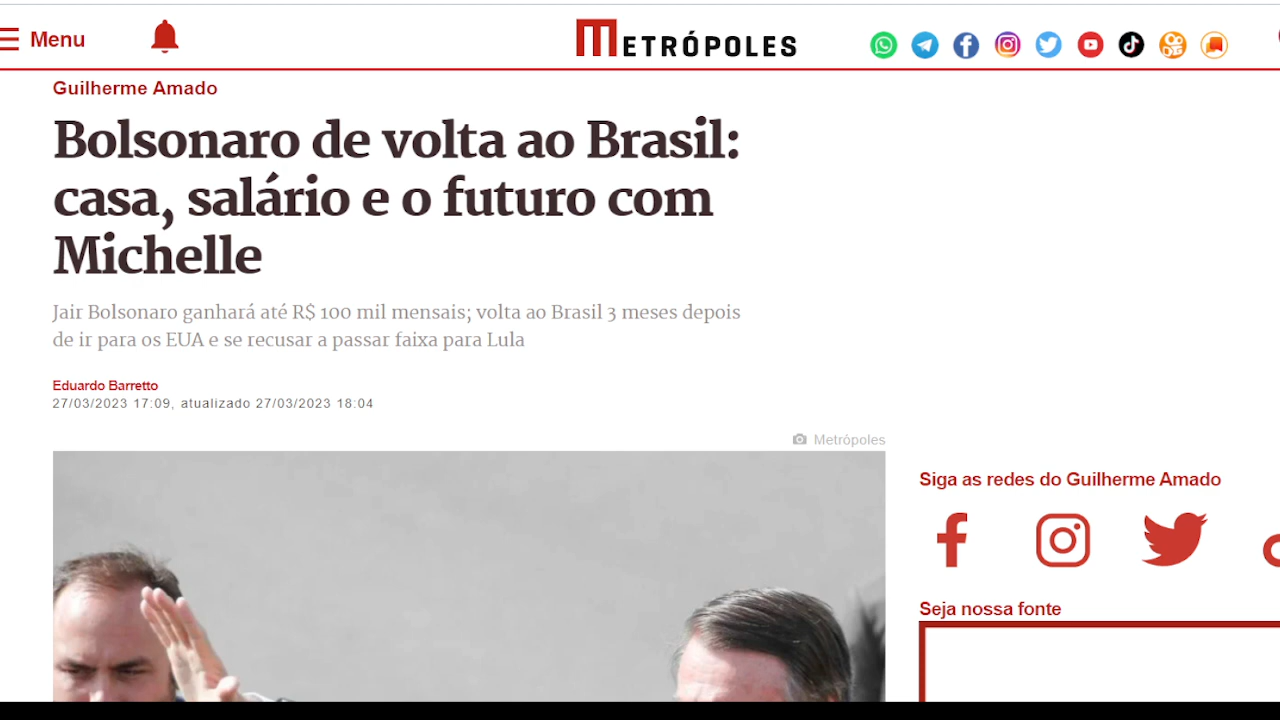 Menu
METRÓPOLES
Guilherme Amado
Bolsonaro de volta ao Brasil:
casa, salário e o futuro com
Michelle
Jair Bolsonaro ganhará até R$ 100 mil mensais; volta ao Brasil 3 meses depois
de ir para os EUA e se recusar a passar faixa para Lula
Eduardo Barretto
27/03/2023 17:09, atualizado 27/03/2023 18:04
Metrópoles
Siga as redes do Guilherme Amado
Seja nossa fonte